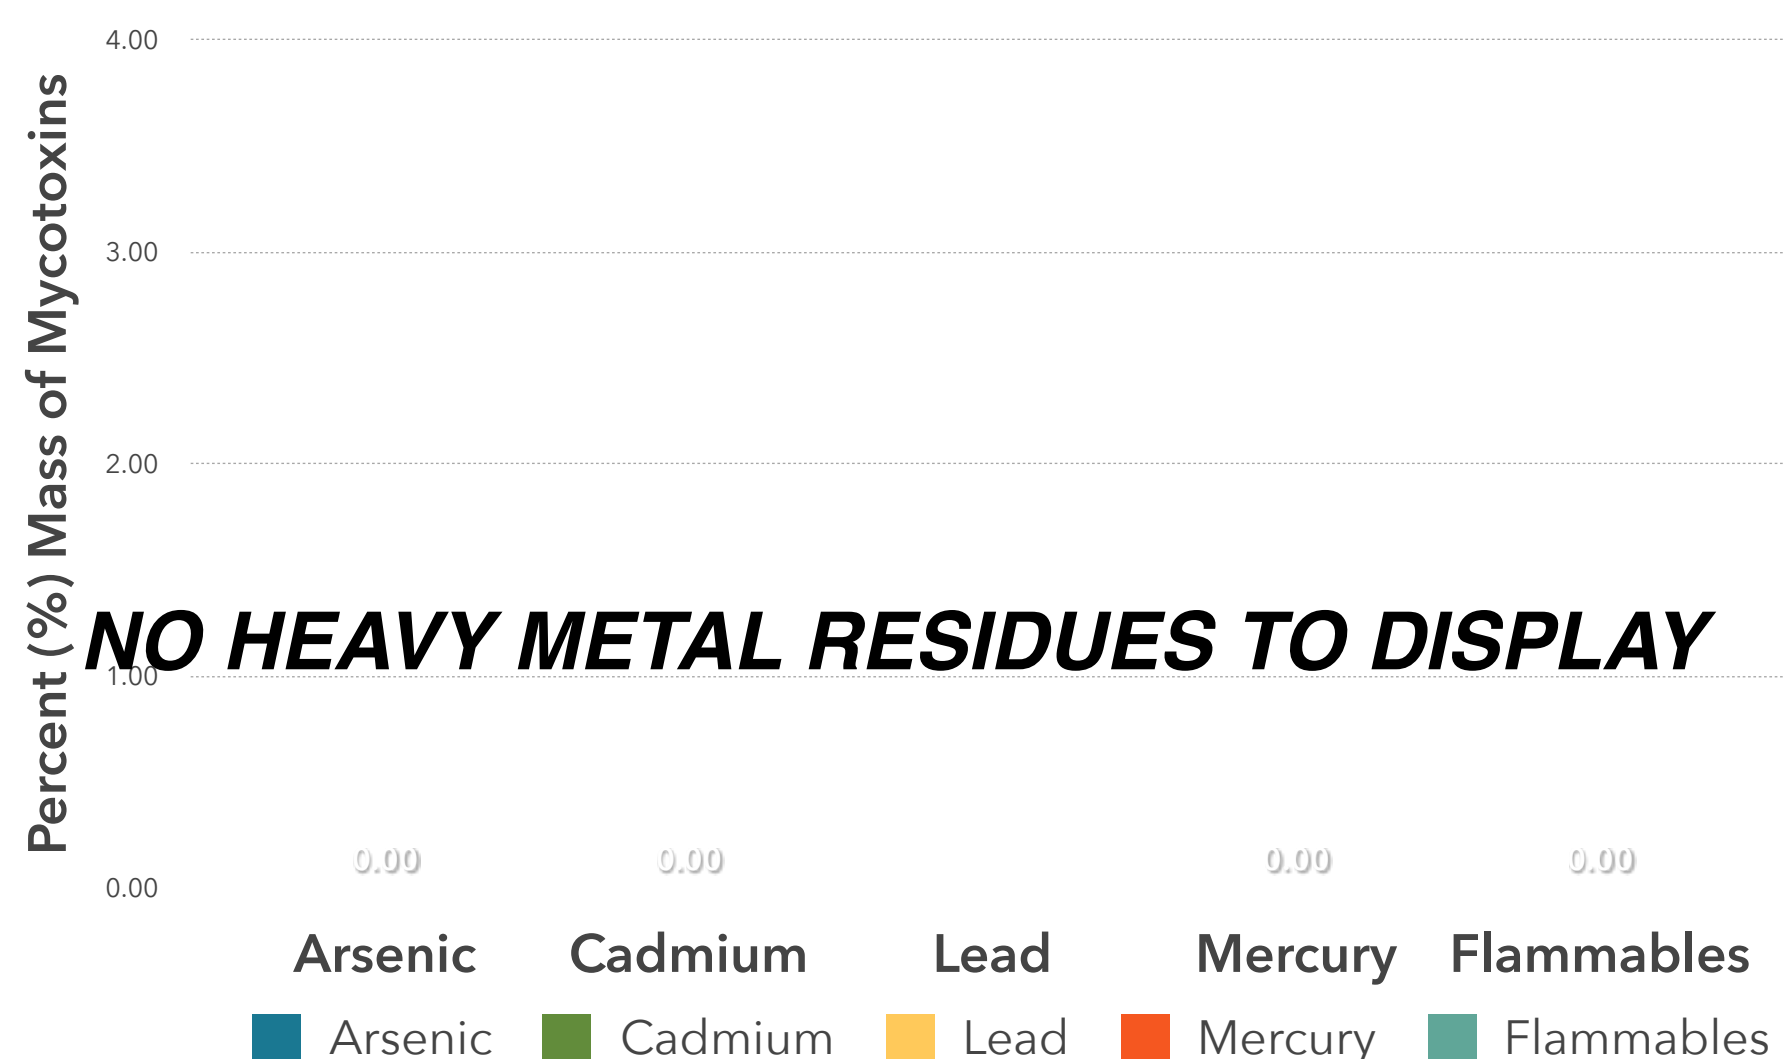 Percent (%) Mass of Mycotoxins
4.00
3.00
2.00
NO HEAVY METAL RESIDUES TO DISPLAY
1.00
0.00 0.00 0.00 0.00
0.00
Arsenic Cadmium Lead Mercury Flammables
Arsenic Cadmium Lead Mercury Flammables